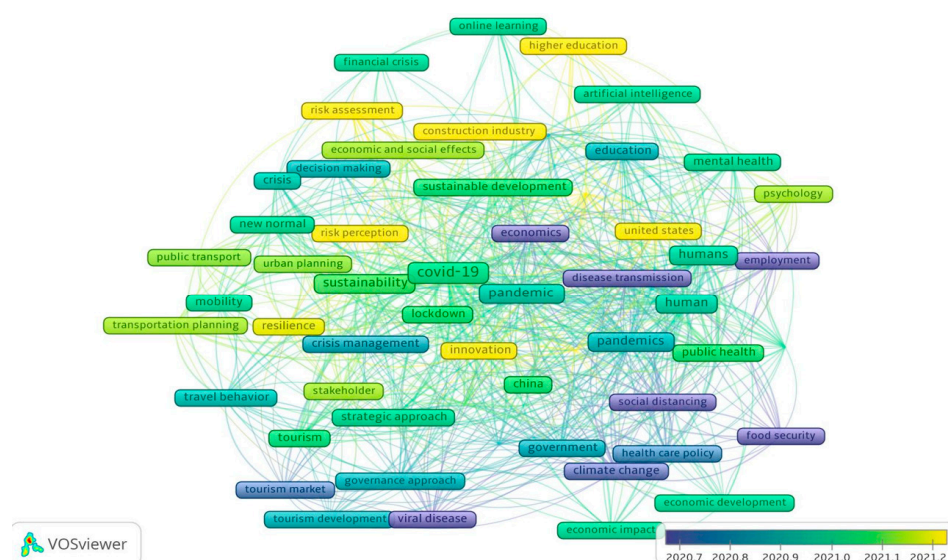 online learning
higher education
financial crisis
artificial intelligence
risk assessment
construction industry
economic and social effects
education
decision making
mental health
crisis
sustainable development
psychology
new normal
risk perception
economics
united states
public transport
urban planning
humans
employment
covid-19
disease transmission
sustainability
pandemic
mobility
human
lockdown
transportation planning
resilience
crisis management
innovation
pandemics
public health
china
stakeholder
travel behavior
social distancing
strategic approach
tourism
food security
government
health care policy
climate change
governance approach
tourism market
economic development
tourism development
viral disease
economic impact
VOSviewer
2020.7 2020.8 2020.9 2021.0 2021.1 2021.2